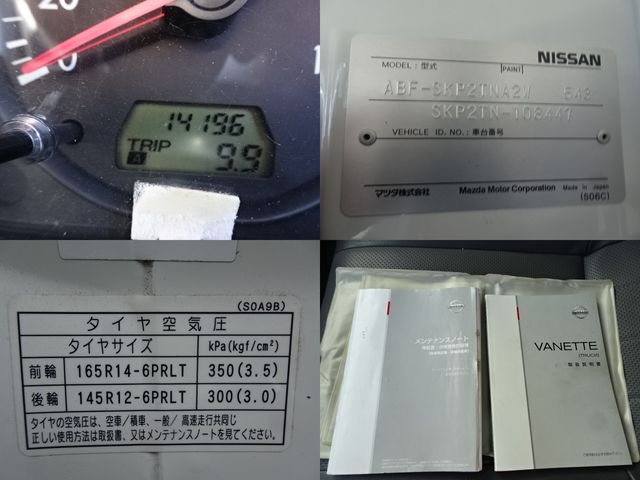 20
0
1
14196
TRIP
A
9.9
NISSAN
MODEL: 型式
PAINT
ABF-SKP2TNA2W 643
SKP2TN-108447
VEHICLE ID. NO.: 車台番号
マツダ株式会社 Mazda Motor Corporation Made in Japan
(S06C)
(S0A9B)
タイヤ空気圧
タイヤサイズ kPa(kgf/cm²)
前輪 165R14-6PRLT 350(3.5)
後輪 145R12-6PRLT 300(3.0)
タイヤの空気圧は、空車/積車、一般/高速走行共同じ
正しい使用方法は取扱書、又はメンテナンスノートを見てください。
メンテナンスノート
VANETTE
(TRUCK)
取扱説明書